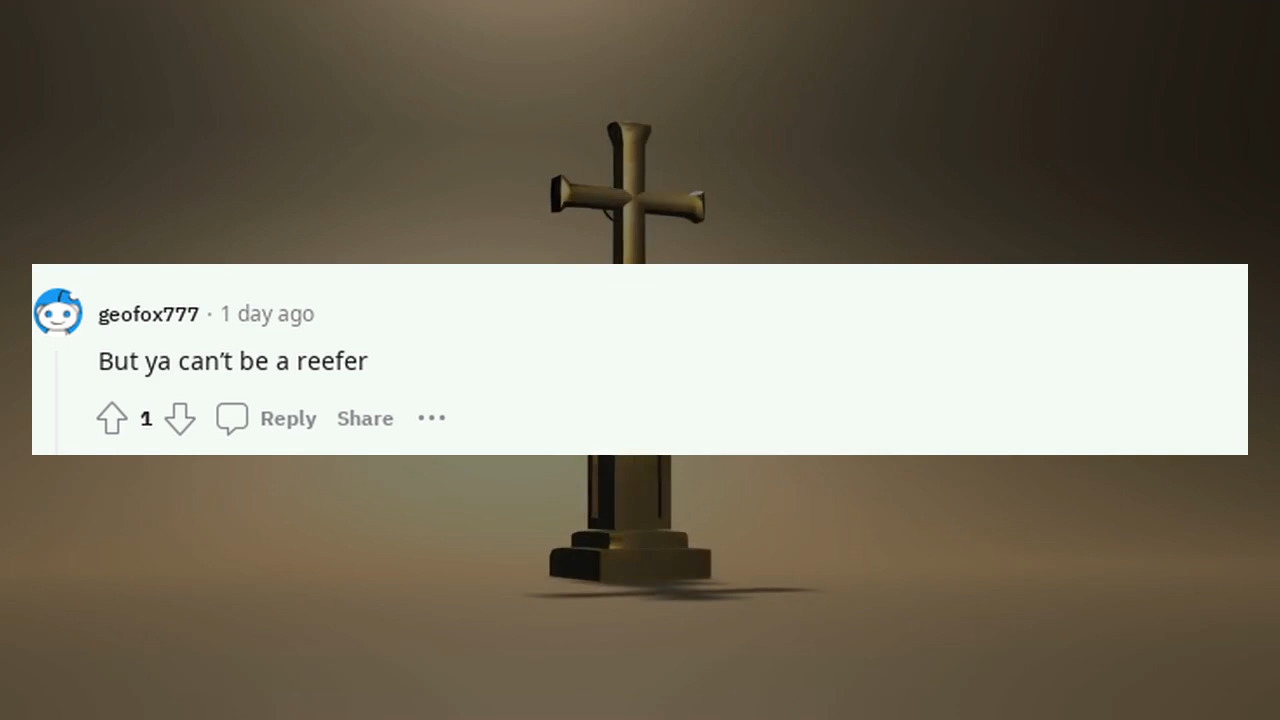 geofox777 · 1 day ago
But ya can't be a reefer
1 Reply Share ···